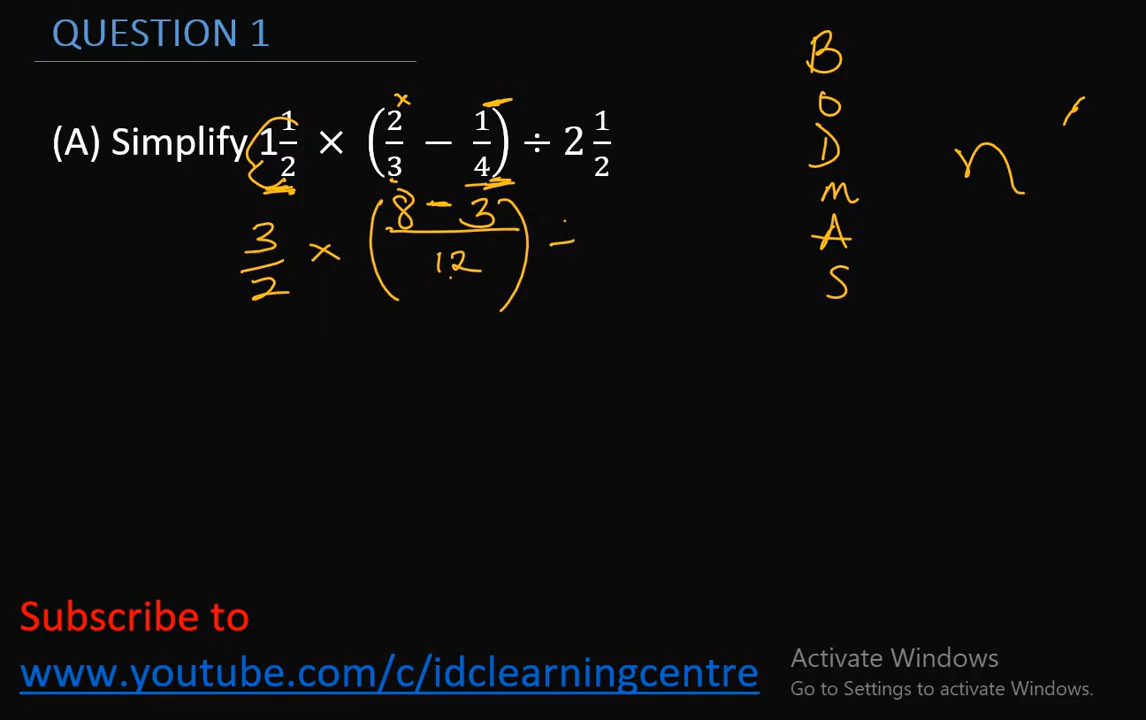 QUESTION 1
(A) Simplify 1 1/2 × (2/3 − 1/4) ÷ 2 1/2
3/2 × (8 − 3 / 12) ÷
B
O
D
M
A
S
n
Subscribe to
www.youtube.com/c/idclearningcentre
Activate Windows
Go to Settings to activate Windows.